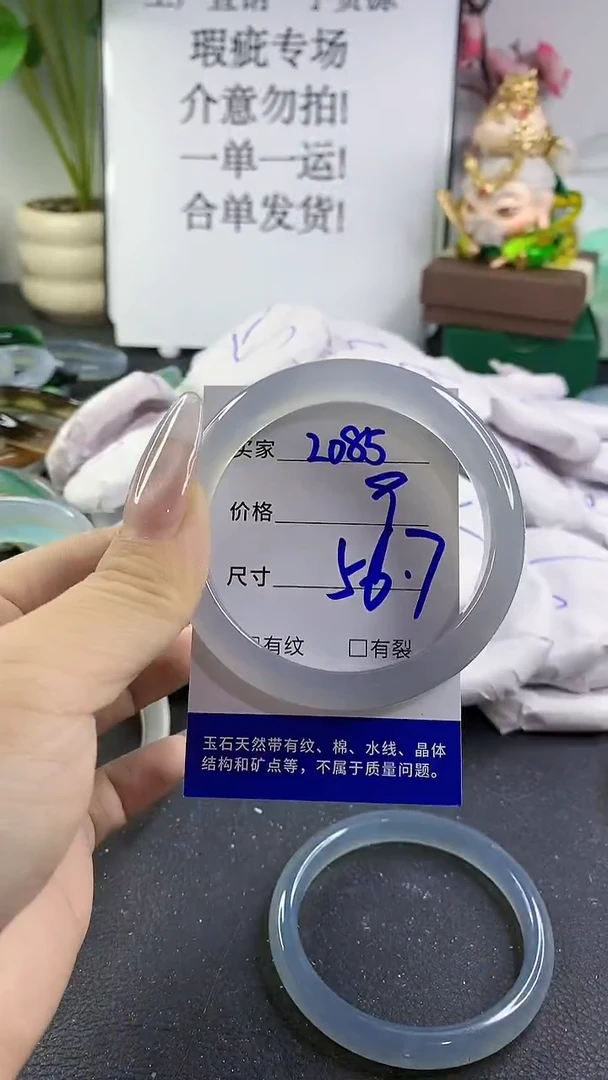 瑕疵专场
介意勿拍!
一单一运!
合单发货!
买家 2085
价格
尺寸 56.7
□有纹 □有裂
玉石天然带有纹、棉、水线、晶体
结构和矿点等，不属于质量问题。